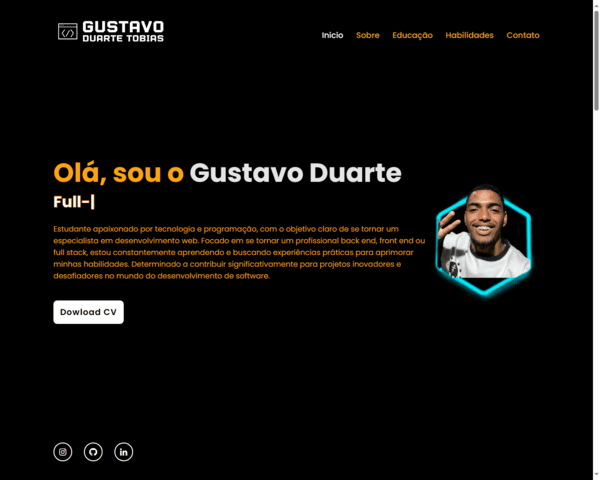 GUSTAVO
DUARTE TOBIAS
Inicio Sobre Educação Habilidades Contato
Olá, sou o Gustavo Duarte
Full-|
Estudante apaixonado por tecnologia e programação, com o objetivo claro de se tornar um
especialista em desenvolvimento web. Focado em se tornar um profissional back end, front end ou
full stack, estou constantemente aprendendo e buscando experiências práticas para aprimorar
minhas habilidades. Determinado a contribuir significativamente para projetos inovadores e
desafiadores no mundo do desenvolvimento de software.
Dowload CV